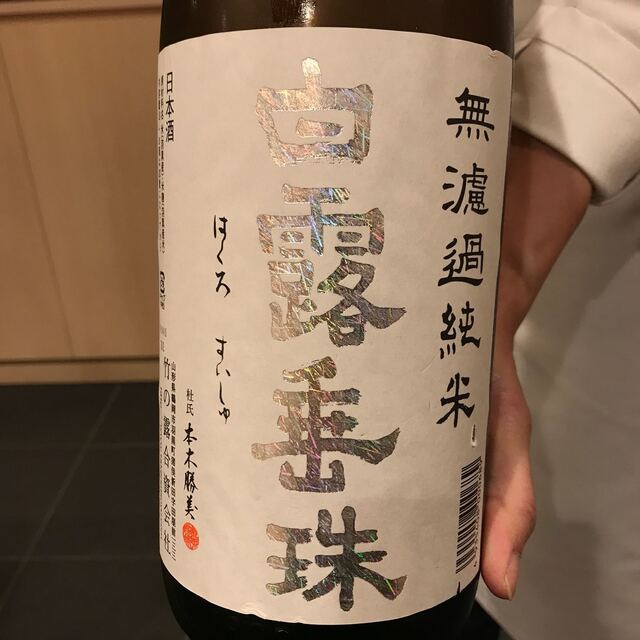 無濾過純米
白露垂珠
はくろ すいしゅ
杜氏 本木勝美
竹の露合資会社
日本酒